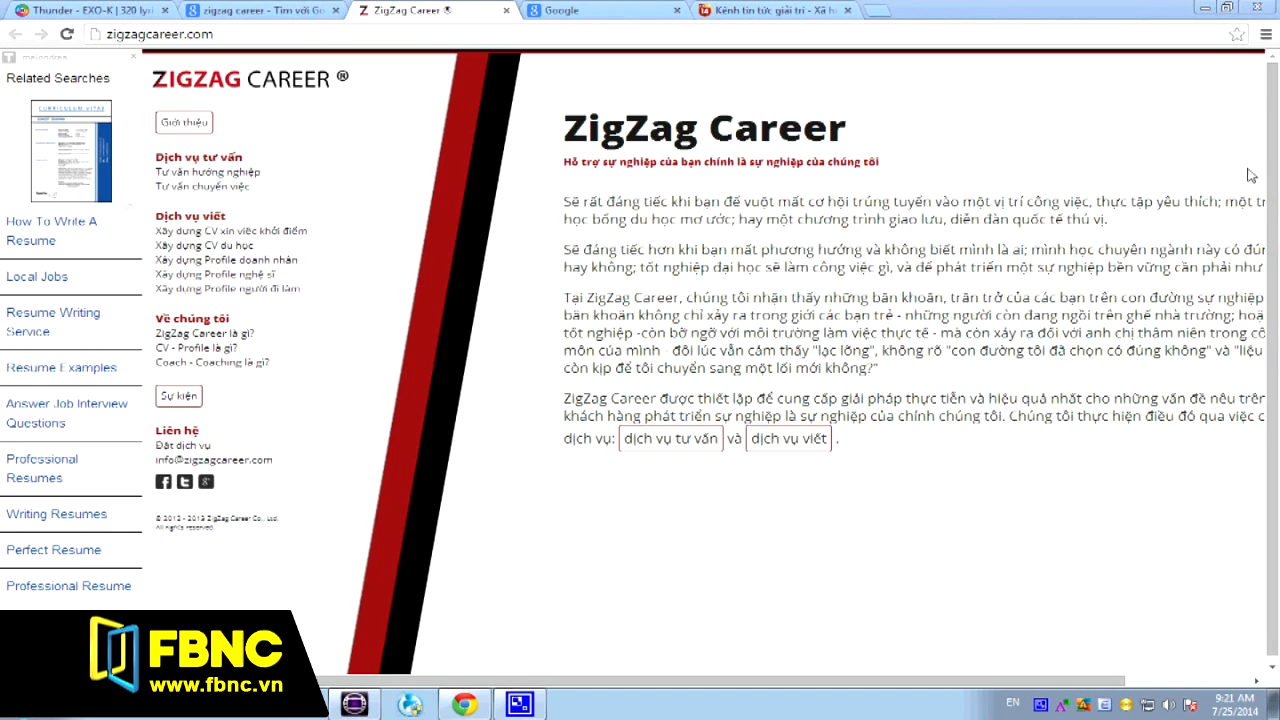 Thunder - EXO-K | 320 lyri
zigzag career - Tìm với Go
ZigZag Career ®
Google
Kênh tin tức giải trí - Xã h
zigzagcareer.com
Related Searches
CURRICULUM VITAE
How To Write A
Resume
Local Jobs
Resume Writing
Service
Resume Examples
Answer Job Interview
Questions
Professional
Resumes
Writing Resumes
Perfect Resume
Professional Resume
ZIGZAG CAREER ®
Giới thiệu
Dịch vụ tư vấn
Tư vấn hướng nghiệp
Tư vấn chuyển việc
Dịch vụ viết
Xây dựng CV xin việc khởi điểm
Xây dựng CV du học
Xây dựng Profile doanh nhân
Xây dựng Profile nghệ sĩ
Xây dựng Profile người đi làm
Về chúng tôi
ZigZag Career là gì?
CV - Profile là gì?
Coach - Coaching là gì?
Sự kiện
Liên hệ
Đặt dịch vụ
info@zigzagcareer.com
© 2012 - 2013 ZigZag Career Co., Ltd.
All rights reserved
ZigZag Career
Hỗ trợ sự nghiệp của bạn chính là sự nghiệp của chúng tôi
Sẽ rất đáng tiếc khi bạn để vuột mất cơ hội trúng tuyển vào một vị trí công việc, thực tập yêu thích; một tr
học bổng du học mơ ước; hay một chương trình giao lưu, diễn đàn quốc tế thú vị.
Sẽ đáng tiếc hơn khi bạn mất phương hướng và không biết mình là ai; mình học chuyên ngành này có đún
hay không; tốt nghiệp đại học sẽ làm công việc gì, và để phát triển một sự nghiệp bền vững cần phải như
Tại ZigZag Career, chúng tôi nhận thấy những băn khoăn, trăn trở của các bạn trên con đường sự nghiệp
băn khoăn không chỉ xảy ra trong giới các bạn trẻ - những người còn đang ngồi trên ghế nhà trường; hoặ
tốt nghiệp -còn bỡ ngỡ với môi trường làm việc thực tế - mà còn xảy ra đối với anh chị thâm niên trong cô
môn của mình - đôi lúc vẫn cảm thấy "lạc lõng", không rõ "con đường tôi đã chọn có đúng không" và "liệu
còn kịp để tôi chuyển sang một lối mới không?"
ZigZag Career được thiết lập để cung cấp giải pháp thực tiễn và hiệu quả nhất cho những vấn đề nêu trên
khách hàng phát triển sự nghiệp là sự nghiệp của chính chúng tôi. Chúng tôi thực hiện điều đó qua việc c
dịch vụ: dịch vụ tư vấn và dịch vụ viết .
FBNC
www.fbnc.vn
EN
9:21 AM
7/25/2014